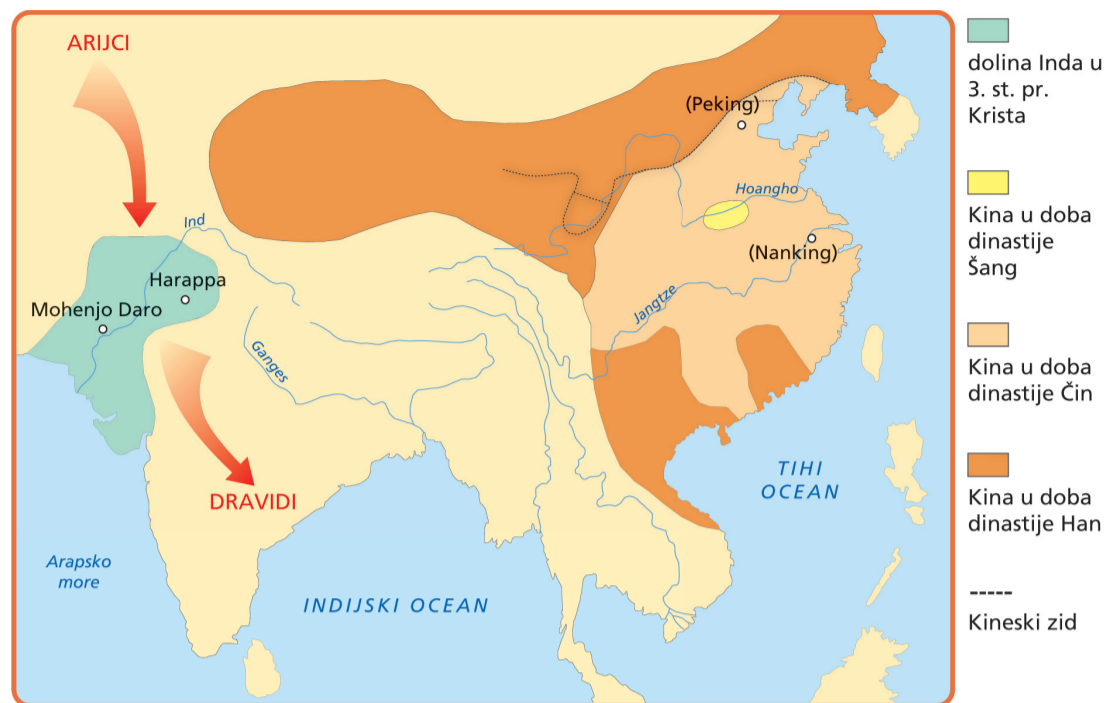 ARIJCI
(Peking)
Hoangho
Ind
(Nanking)
Harappa
Mohenjo Daro
Jangtze
Ganges
TIHI
OCEAN
DRAVIDI
Arapsko
more
INDIJSKI OCEAN
dolina Inda u
3. st. pr.
Krista
Kina u doba
dinastije
Šang
Kina u doba
dinastije Čin
Kina u doba
dinastije Han
Kineski zid